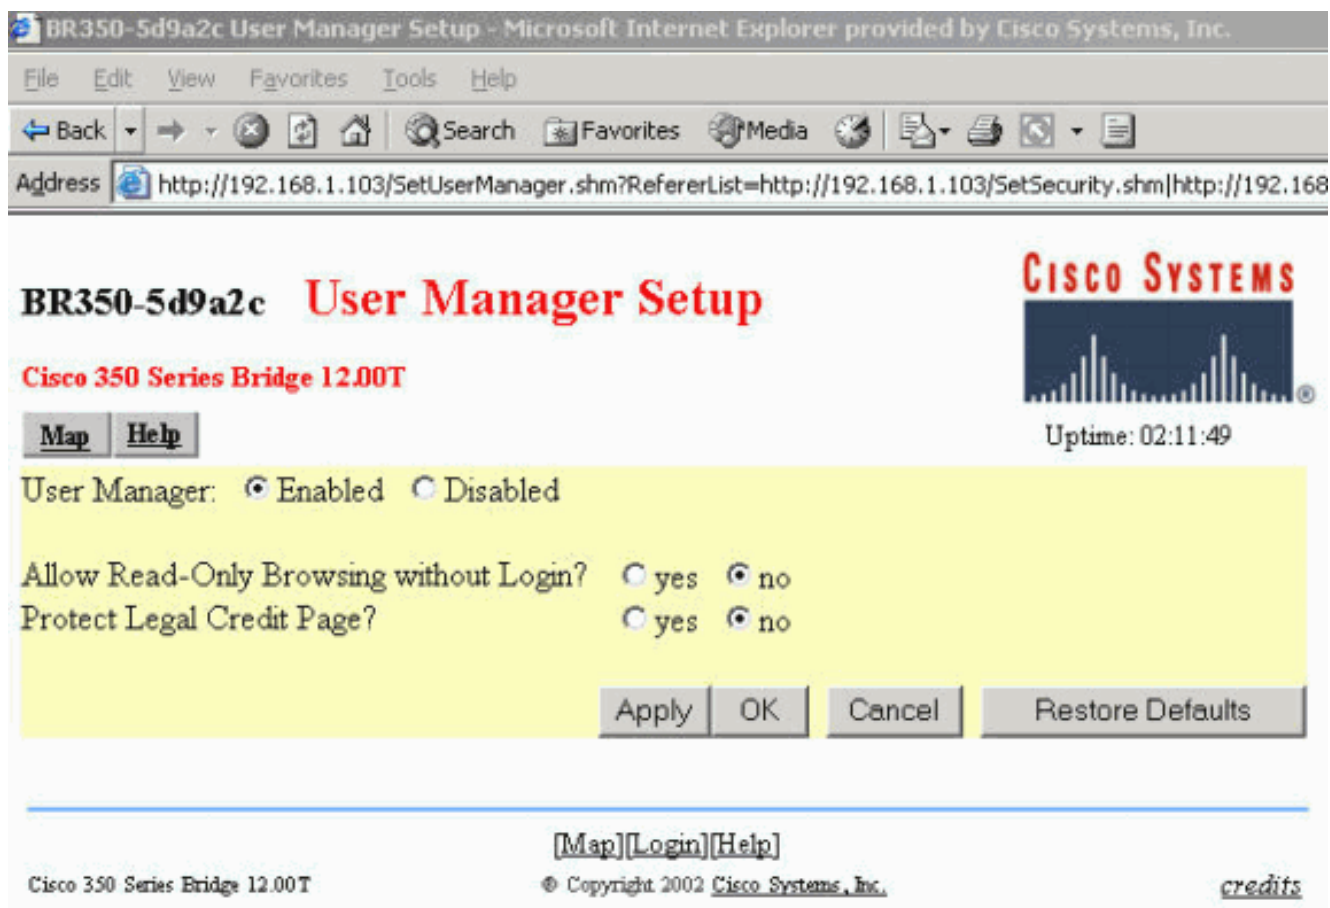 BR350-5d9a2c User Manager Setup - Microsoft Internet Explorer provided by Cisco Systems, Inc.
File Edit View Favorites Tools Help
Back Search Favorites Media
Address http://192.168.1.103/SetUserManager.shm?RefererList=http://192.168.1.103/SetSecurity.shm|http://192.168
CISCO SYSTEMS
BR350-5d9a2c User Manager Setup
Cisco 350 Series Bridge 12.00T
®
Map Help
Uptime: 02:11:49
User Manager: Enabled Disabled
Allow Read-Only Browsing without Login? yes no
Protect Legal Credit Page? yes no
Apply OK Cancel Restore Defaults
[Map][Login][Help]
Cisco 350 Series Bridge 12.00T © Copyright 2002 Cisco Systems, Inc. credits